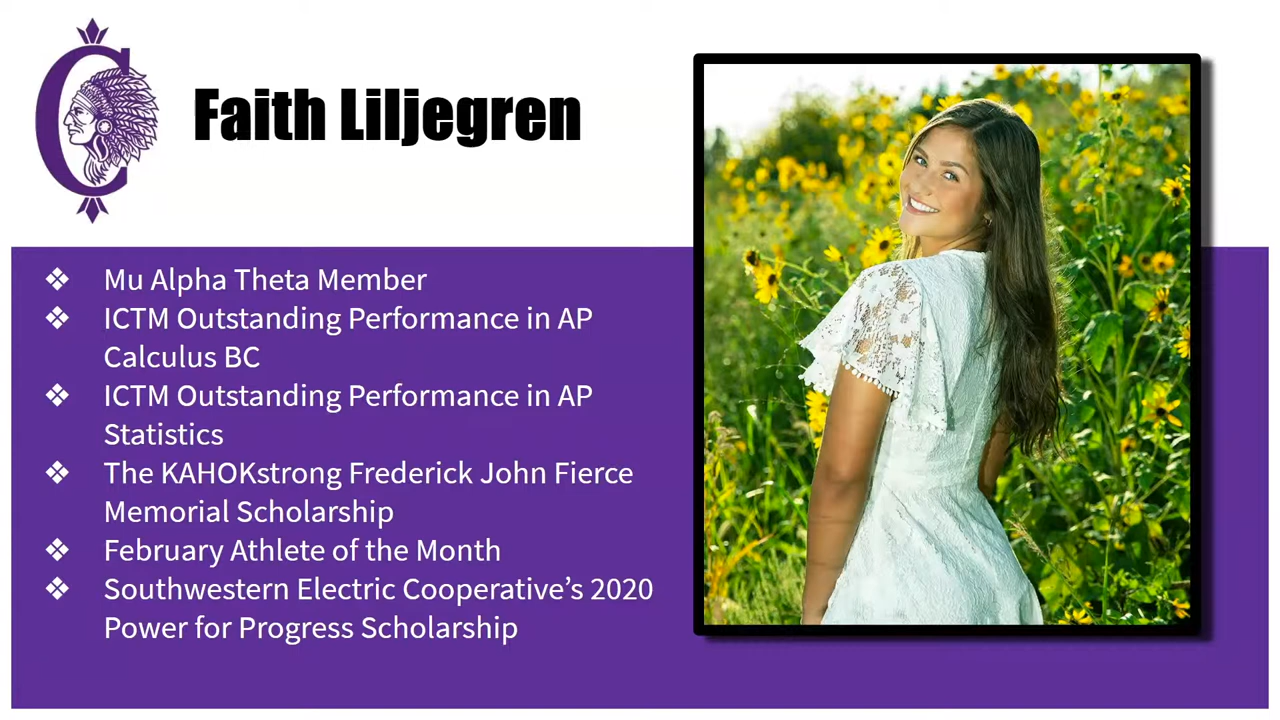 Faith Liljegren
❖ Mu Alpha Theta Member
❖ ICTM Outstanding Performance in AP
Calculus BC
❖ ICTM Outstanding Performance in AP
Statistics
❖ The KAHOKstrong Frederick John Fierce
Memorial Scholarship
❖ February Athlete of the Month
❖ Southwestern Electric Cooperative’s 2020
Power for Progress Scholarship